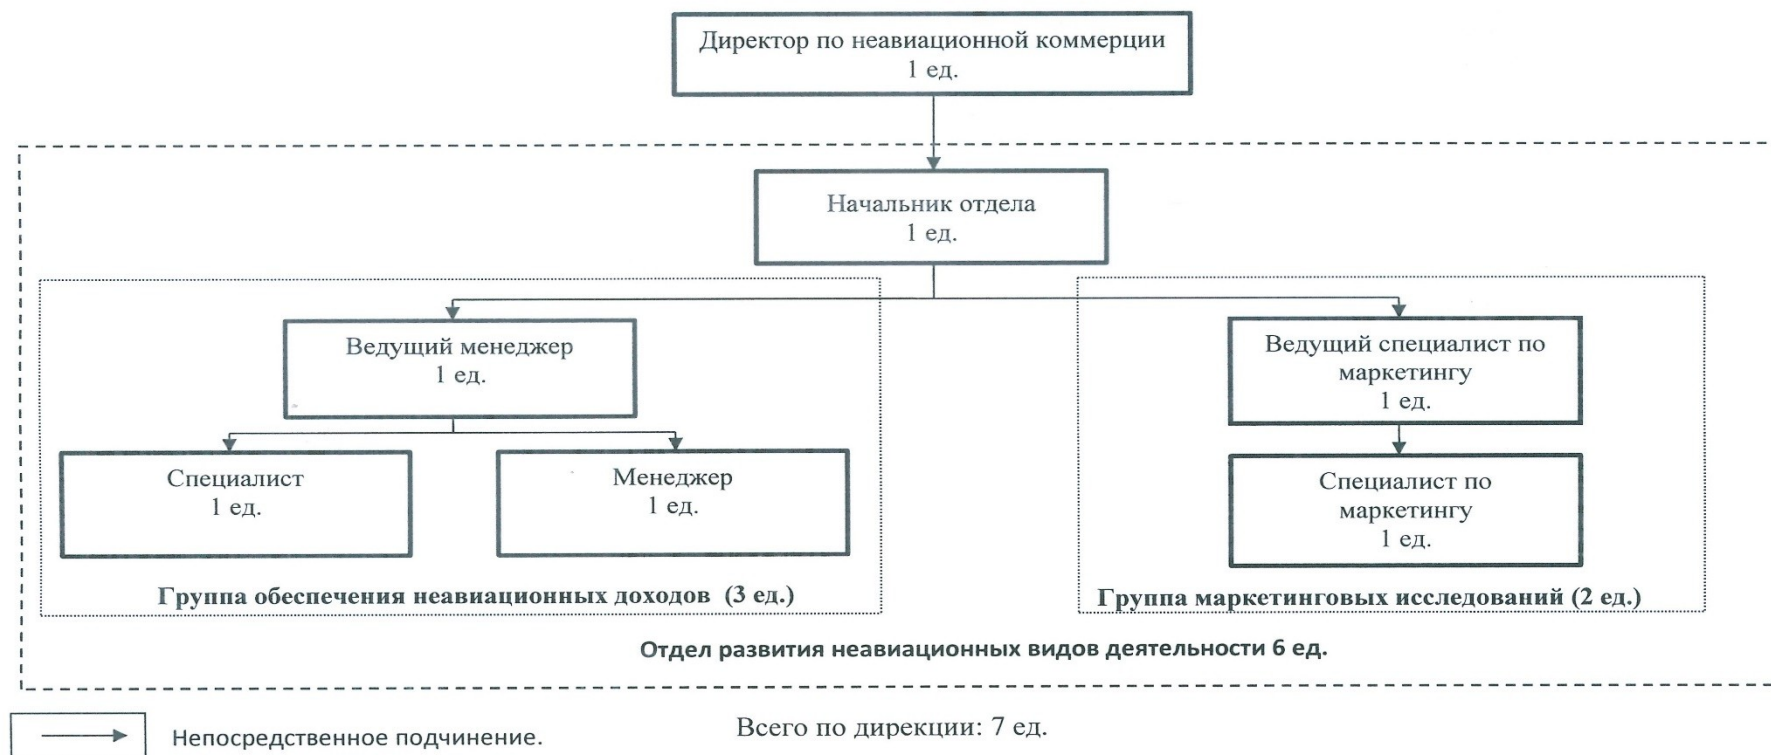 Директор по неавиационной коммерции
1 ед.
Начальник отдела
1 ед.
Ведущий менеджер
1 ед.
Специалист
1 ед.
Менеджер
1 ед.
Группа обеспечения неавиационных доходов (3 ед.)
Ведущий специалист по
маркетингу
1 ед.
Специалист по
маркетингу
1 ед.
Группа маркетинговых исследований (2 ед.)
Отдел развития неавиационных видов деятельности 6 ед.
Непосредственное подчинение.
Всего по дирекции: 7 ед.